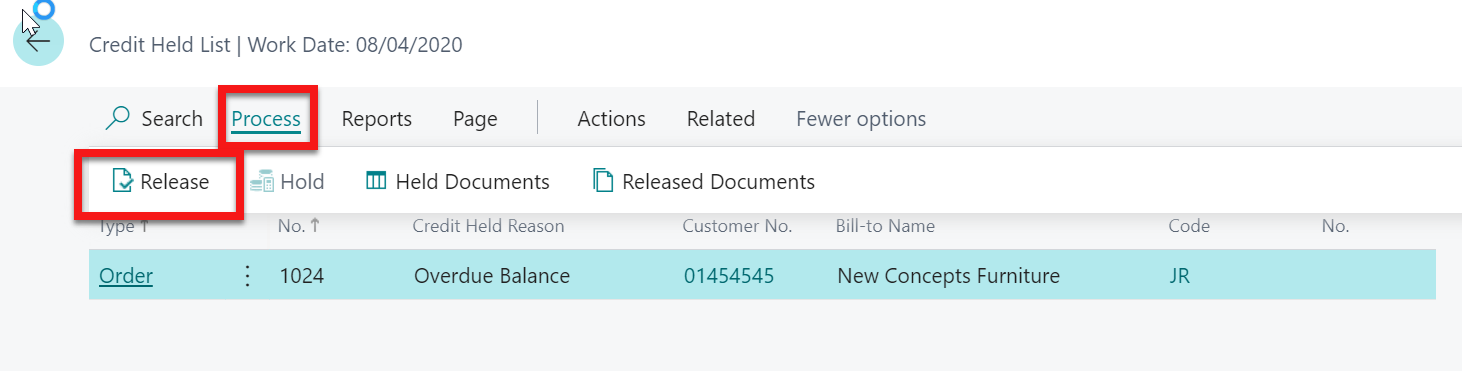 Credit Held List | Work Date: 08/04/2020
Search Process Reports Page Actions Related Fewer options
Release Hold Held Documents Released Documents
Type ↑ No. ↑ Credit Held Reason Customer No. Bill-to Name Code No.
Order 1024 Overdue Balance 01454545 New Concepts Furniture JR